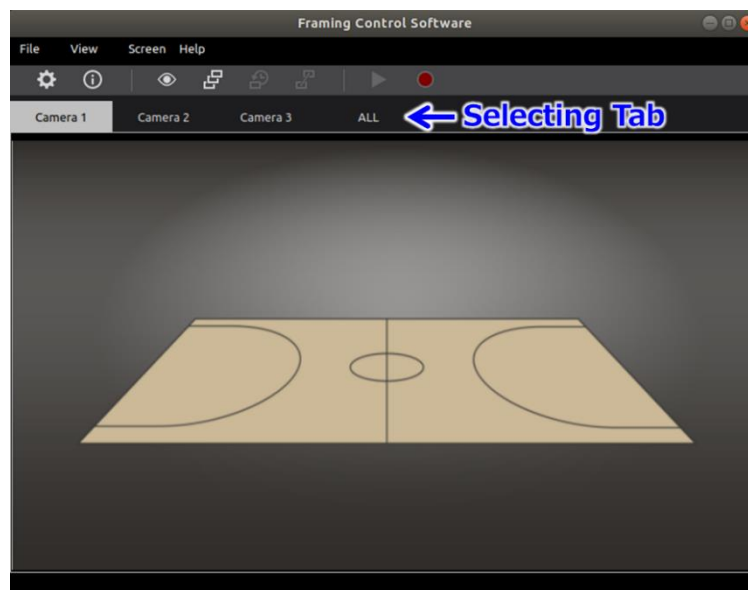 Framing Control Software
File View Screen Help
Camera 1 Camera 2 Camera 3 ALL Selecting Tab